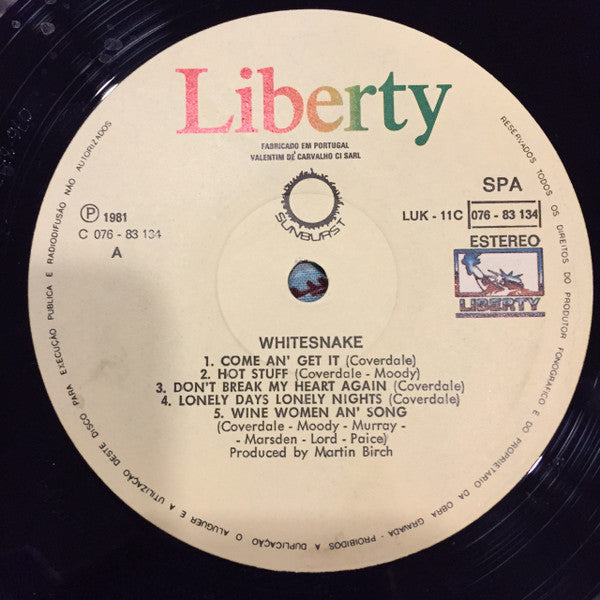 Liberty
FABRICADO EM PORTUGAL
VALENTIM DE CARVALHO CI SARL
SUNBURST
Ⓟ 1981
C 076 - 83 134
A
SPA
LUK - 11C 076 - 83 134
ESTEREO
LIBERTY
WHITESNAKE
1. COME AN' GET IT (Coverdale)
2. HOT STUFF (Coverdale - Moody)
3. DON'T BREAK MY HEART AGAIN (Coverdale)
4. LONELY DAYS LONELY NIGHTS (Coverdale)
5. WINE WOMEN AN' SONG
(Coverdale - Moody - Murray -
- Marsden - Lord - Paice)
Produced by Martin Birch
RESERVADOS TODOS OS DIREITOS DO PRODUTOR FONOGRAFICO E DO PROPRIETARIO DA OBRA GRAVADA - PROIBIDOS A DUPLICAÇÃO O ALUGUER E A UTILIZAÇÃO DESTE DISCO PARA EXECUÇÃO PUBLICA E RADIODIFUSÃO NÃO AUTORIZADOS